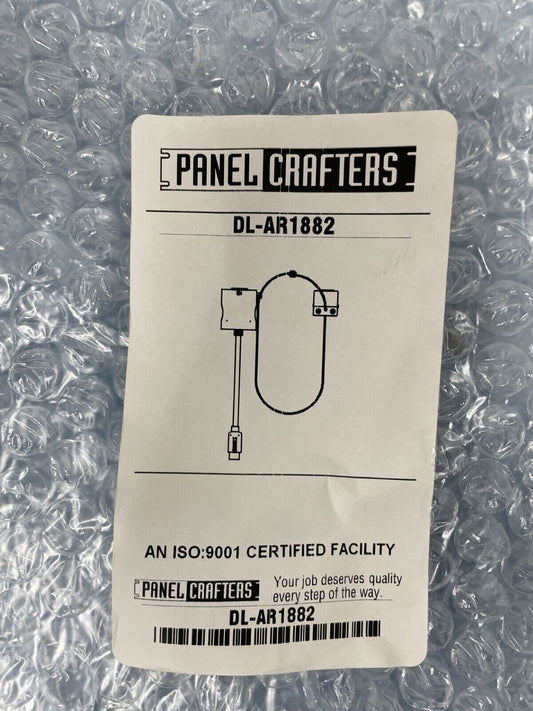 PANEL CRAFTERS
DL-AR1882
AN ISO:9001 CERTIFIED FACILITY
PANEL CRAFTERS
Your job deserves quality
every step of the way.
DL-AR1882